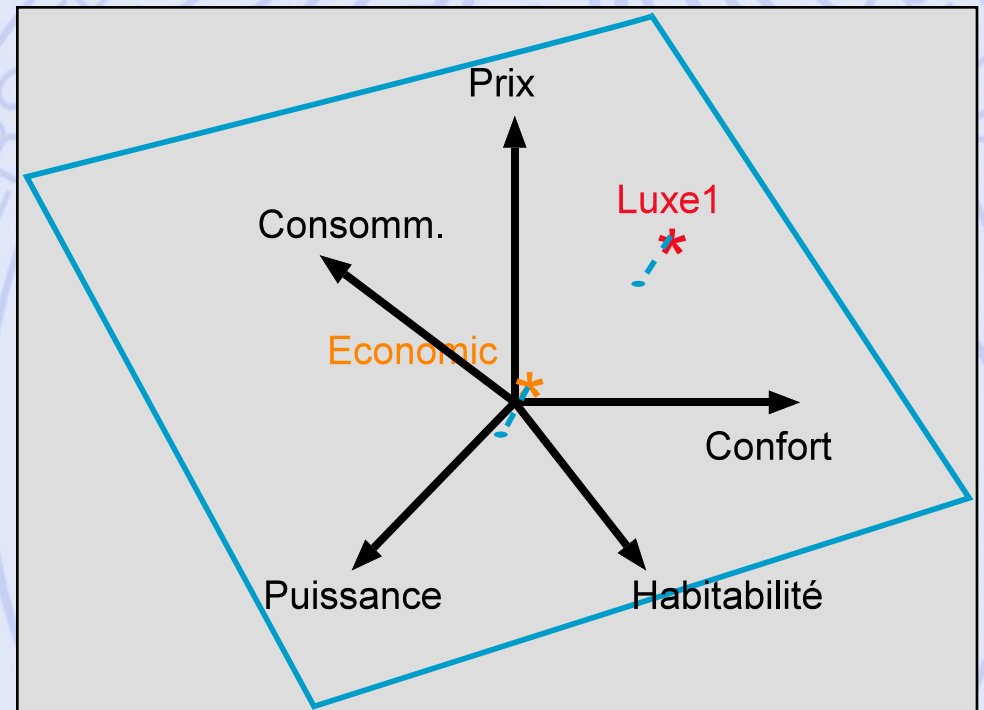 Prix
Luxe1
*
Consomm.
Economic
*
Confort
Puissance
Habitabilité